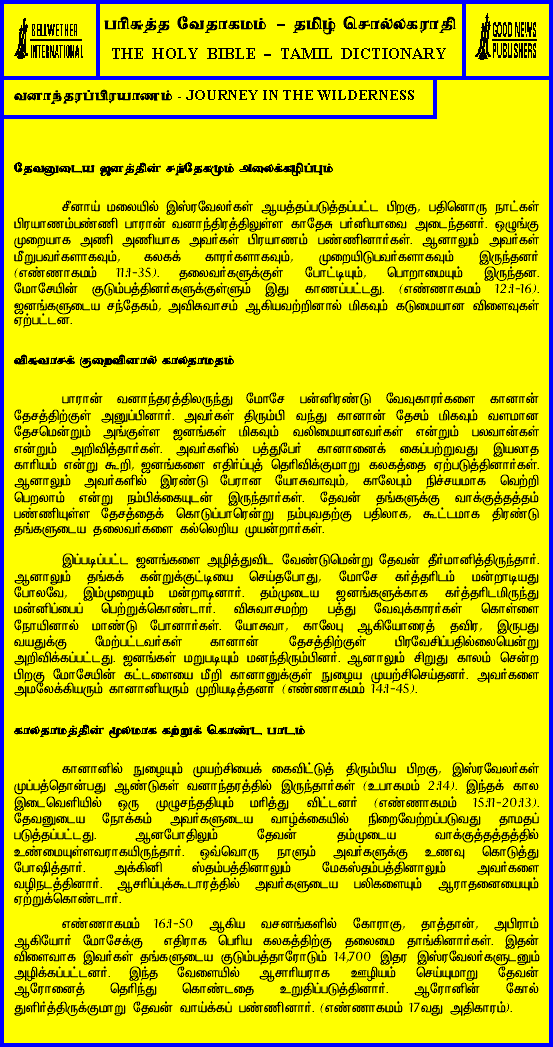 BELLWETHER
INTERNATIONAL
பரிசுத்த வேதாகமம் – தமிழ் சொல்லகராதி
THE HOLY BIBLE – TAMIL DICTIONARY
GOOD NEWS
PUBLISHERS
வனாந்தரப்பிரயாணம் - JOURNEY IN THE WILDERNESS
தேவனுடைய ஜனத்தின் சந்தேகமும் அலைக்கழிப்பும்
சீனாய் மலையில் இஸ்ரவேலர்கள் ஆயத்தப்படுத்தப்பட்ட பிறகு, பதினொரு நாட்கள்
பிரயாணம்பண்ணி பாரான் வனாந்திரத்திலுள்ள காதேசு பர்னியாவை அடைந்தனர். ஒழுங்கு
முறையாக அணி அணியாக அவர்கள் பிரயாணம் பண்ணினார்கள். ஆனாலும் அவர்கள்
மீறுபவர்களாகவும், கலகக் காரர்களாகவும், முறையிடுபவர்களாகவும் இருந்தனர்
(எண்ணாகமம் 11:1-35). தலைவர்களுக்குள் போட்டியும், பொறாமையும் இருந்தன.
மோசேயின் குடும்பத்தினர்களுக்குள்ளும் இது காணப்பட்டது. (எண்ணாகமம் 12:1-16).
ஜனங்களுடைய சந்தேகம், அவிசுவாசம் ஆகியவற்றினால் மிகவும் கடுமையான விளைவுகள்
ஏற்பட்டன.
விசுவாசக் குறைவினால் காலதாமதம்
பாரான் வனாந்தரத்திலருந்து மோசே பன்னிரண்டு வேவுகாரர்களை கானான்
தேசத்திற்குள் அனுப்பினார். அவர்கள் திரும்பி வந்து கானான் தேசம் மிகவும் வளமான
தேசமென்றும் அங்குள்ள ஜனங்கள் மிகவும் வலிமையானவர்கள் என்றும் பலவான்கள்
என்றும் அறிவித்தார்கள். அவர்களில் பத்துபேர் கானானைக் கைப்பற்றுவது இயலாத
காரியம் என்று கூறி, ஜனங்களை எதிர்ப்புத் தெரிவிக்குமாறு கலகத்தை ஏற்படுத்தினார்கள்.
ஆனாலும் அவர்களில் இரண்டு பேரான யோசுவாவும், காலேபும் நிச்சயமாக வெற்றி
பெறலாம் என்று நம்பிக்கையுடன் இருந்தார்கள். தேவன் தங்களுக்கு வாக்குத்தத்தம்
பண்ணியுள்ள தேசத்தைக் கொடுப்பாரென்று நம்புவதற்கு பதிலாக, கூட்டமாக திரண்டு
தங்களுடைய தலைவர்களை கல்லெறிய முயன்றார்கள்.
இப்படிப்பட்ட ஜனங்களை அழித்துவிட வேண்டுமென்று தேவன் தீர்மானித்திருந்தார்.
ஆனாலும் தங்கக் கன்றுக்குட்டியை செய்தபோது, மோசே கர்த்தரிடம் மன்றாடியது
போலவே, இம்முறையும் மன்றாடினார். தம்முடைய ஜனங்களுக்காக கர்த்தரிடமிருந்து
மன்னிப்பைப் பெற்றுக்கொண்டார். விசுவாசமற்ற பத்து வேவுக்காரர்கள் கொள்ளை
நோயினால் மாண்டு போனார்கள். யோசுவா, காலேபு ஆகியோரைத் தவிர, இருபது
வயதுக்கு மேற்பட்டவர்கள் கானான் தேசத்திற்குள் பிரவேசிப்பதில்லையென்று
அறிவிக்கப்பட்டது. ஜனங்கள் மறுபடியும் மனந்திரும்பினர். ஆனாலும் சிறுது காலம் சென்ற
பிறகு மோசேயின் கட்டளையை மீறி கானானுக்குள் நுழைய முயற்சிசெய்தனர். அவர்களை
அமலேக்கியரும் கானானியரும் முறியடித்தனர் (எண்ணாகமம் 14:1-45).
காலதாமத்தின் மூலமாக கற்றுக் கொண்ட பாடம்
கானானில் நுழையும் முயற்சியைக் கைவிட்டுத் திரும்பிய பிறகு, இஸ்ரவேலர்கள்
முப்பத்தொன்பது ஆண்டுகள் வனாந்தரத்தில் இருந்தார்கள் (உபாகமம் 2:14). இந்தக் கால
இடைவெளியில் ஒரு முழுசந்ததியும் மரித்து விட்டனர் (எண்ணாகமம் 15:11-20:13).
தேவனுடைய நோக்கம் அவர்களுடைய வாழ்க்கையில் நிறைவேற்றப்படுவது தாமதப்
படுத்தப்பட்டது. ஆனபோதிலும் தேவன் தம்முடைய வாக்குத்தத்தத்தில்
உண்மையுள்ளவராகயிருந்தார். ஒவ்வொரு நாளும் அவர்களுக்கு உணவு கொடுத்து
போஷித்தார். அக்கினி ஸ்தம்பத்தினாலும் மேகஸ்தம்பத்தினாலும் அவர்களை
வழிநடத்தினார். ஆசரிப்புக்கூடாரத்தில் அவர்களுடைய பலிகளையும் ஆராதனையையும்
ஏற்றுக்கொண்டார்.
எண்ணாகமம் 16:1-50 ஆகிய வசனங்களில் கோராகு, தாத்தான், அபிராம்
ஆகியோர் மோசேக்கு எதிராக பெரிய கலகத்திற்கு தலைமை தாங்கினார்கள். இதன்
விளைவாக இவர்கள் தங்களுடைய குடும்பத்தாரோடும் 14,700 இதர இஸ்ரவேலர்களுடனும்
அழிக்கப்பட்டனர். இந்த வேளையில் ஆசாரியராக ஊழியம் செய்யுமாறு தேவன்
ஆரோனைத் தெரிந்து கொண்டதை உறுதிப்படுத்தினார். ஆரோனின் கோல்
துளிர்த்திருக்குமாறு தேவன் வாய்க்கப் பண்ணினார். (எண்ணாகமம் 17வது அதிகாரம்).